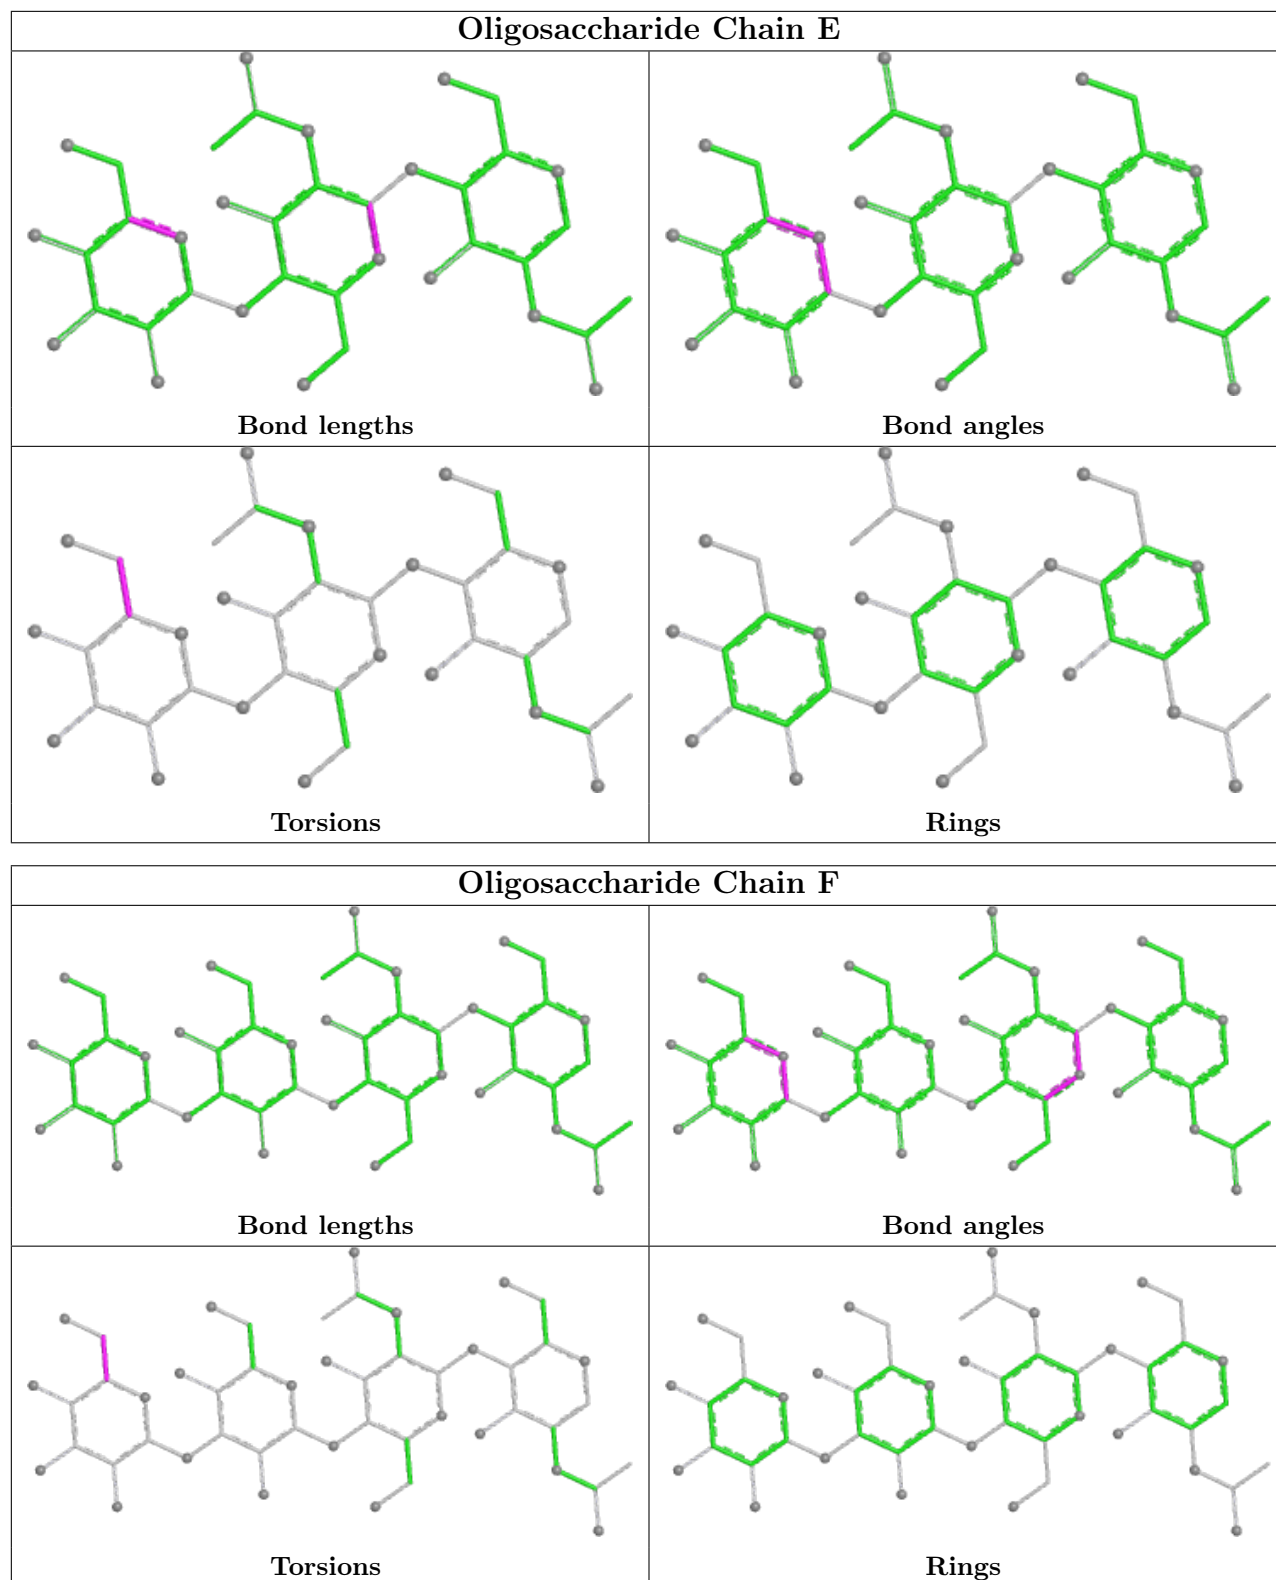 Oligosaccharide Chain E
Bond lengths
Bond angles
Torsions
Rings
Oligosaccharide Chain F
Bond lengths
Bond angles
Torsions
Rings